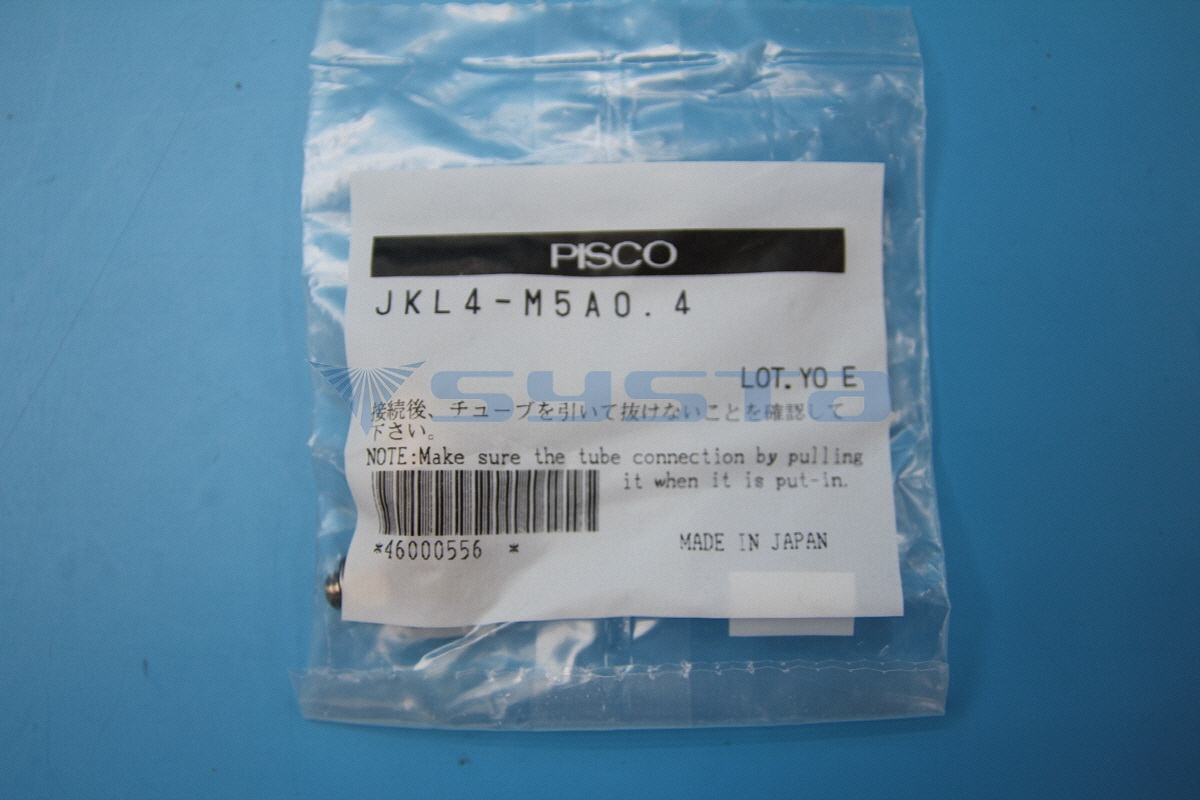 PISCO
JKL4-M5A0.4
LOT.YO E
systa
接続後、チューブを引いて抜けないことを確認して
下さい。
NOTE:Make sure the tube connection by pulling
it when it is put-in.
*46000556 *
MADE IN JAPAN